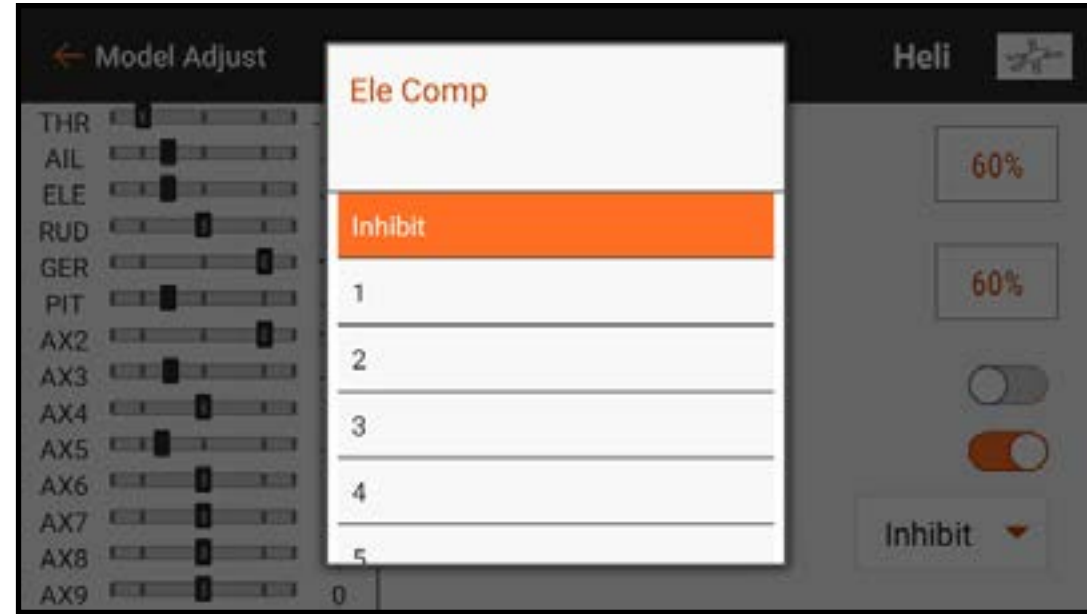 ← Model Adjust
Heli
Ele Comp
Inhibit
1
2
3
4
5
THR
AIL
ELE
RUD
GER
PIT
AX2
AX3
AX4
AX5
AX6
AX7
AX8
AX9 0
60%
60%
Inhibit